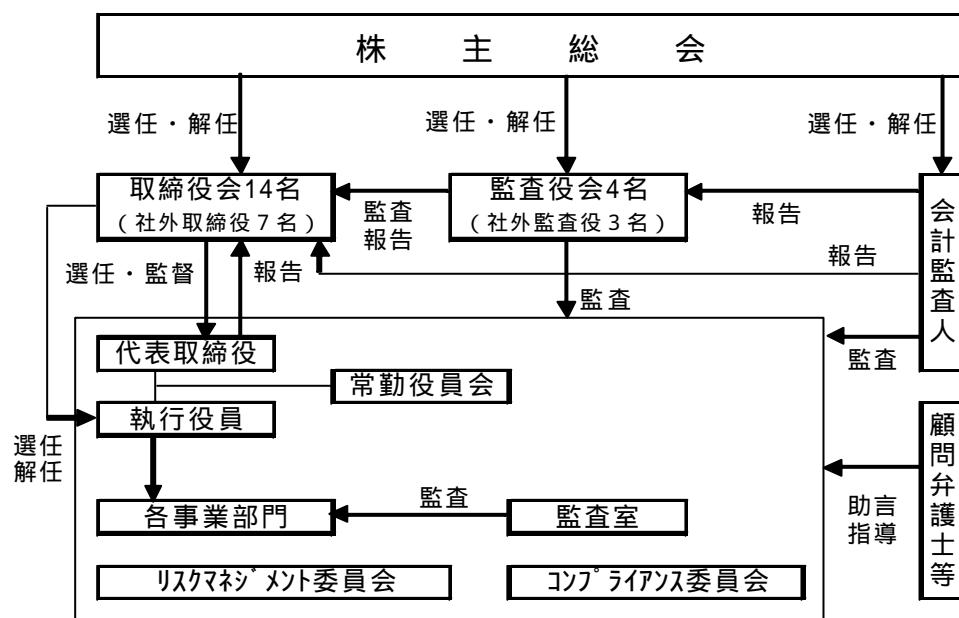 株主総会
選任・解任
選任・解任
選任・解任
取締役会14名
(社外取締役7名)
監査
報告
監査役会4名
(社外監査役3名)
報告
会計監査人
選任・監督
報告
報告
監査
監査
代表取締役
常勤役員会
執行役員
選任
解任
顧問弁護士等
助言
指導
各事業部門
監査
監査室
ﾘｽｸﾏﾈｼﾞﾒﾝﾄ委員会
ｺﾝﾌﾟﾗｲｱﾝｽ委員会